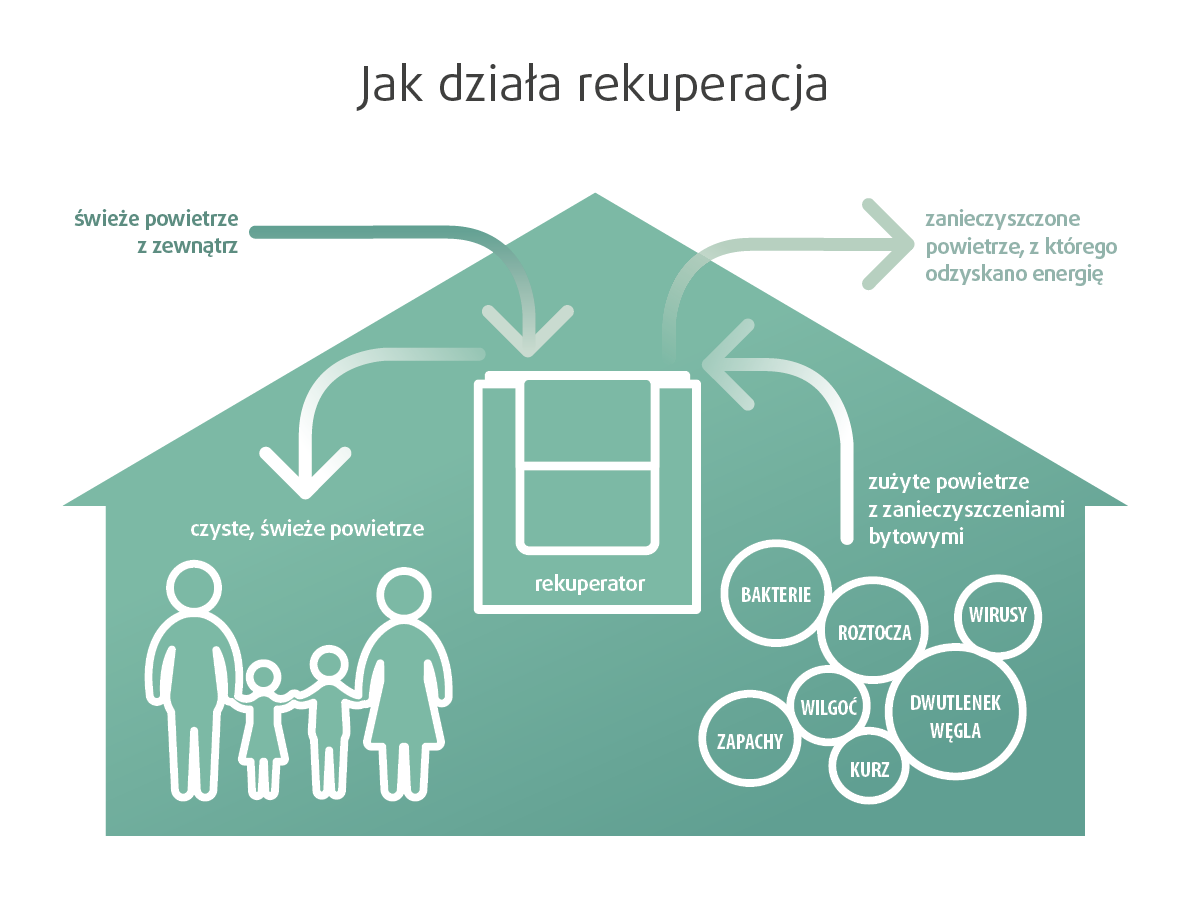 Jak działa rekuperacja
świeże powietrze
z zewnątrz
zanieczyszczone
powietrze, z którego
odzyskano energię
czyste, świeże powietrze
rekuperator
zużyte powietrze
z zanieczyszczeniami
bytowymi
BAKTERIE
ROZTOCZA
WIRUSY
WILGOĆ
DWUTLENEK
WĘGLA
ZAPACHY
KURZ